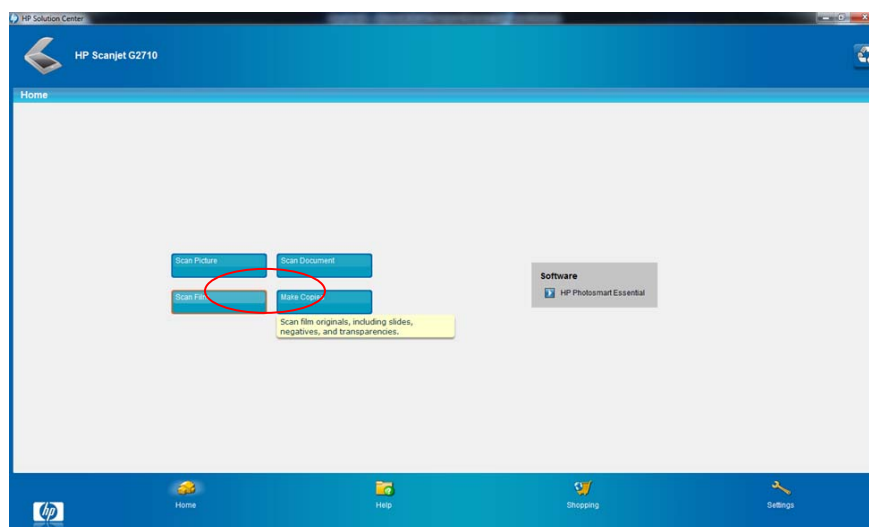 HP Solution Center
HP Scanjet G2710
Home
Scan Picture
Scan Document
Scan Film
Make Copies
Scan film originals, including slides,
negatives, and transparencies.
Software
HP Photosmart Essential
hp
Home
Help
Shopping
Settings